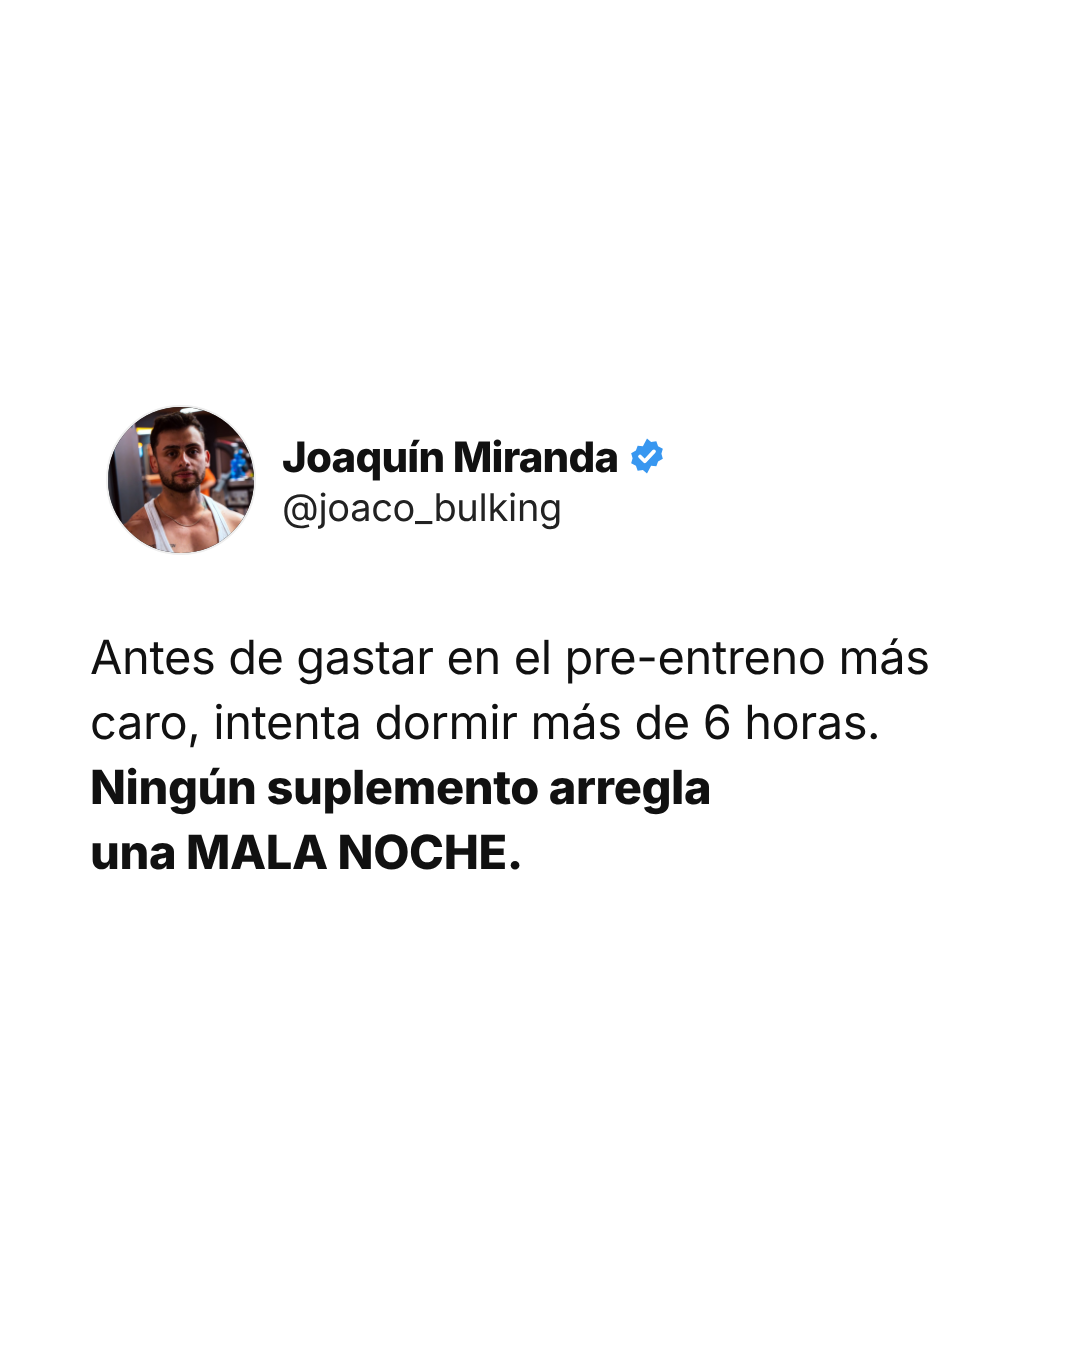 Joaquín Miranda
@joaco_bulking
Antes de gastar en el pre-entreno más
caro, intenta dormir más de 6 horas.
Ningún suplemento arregla
una MALA NOCHE.